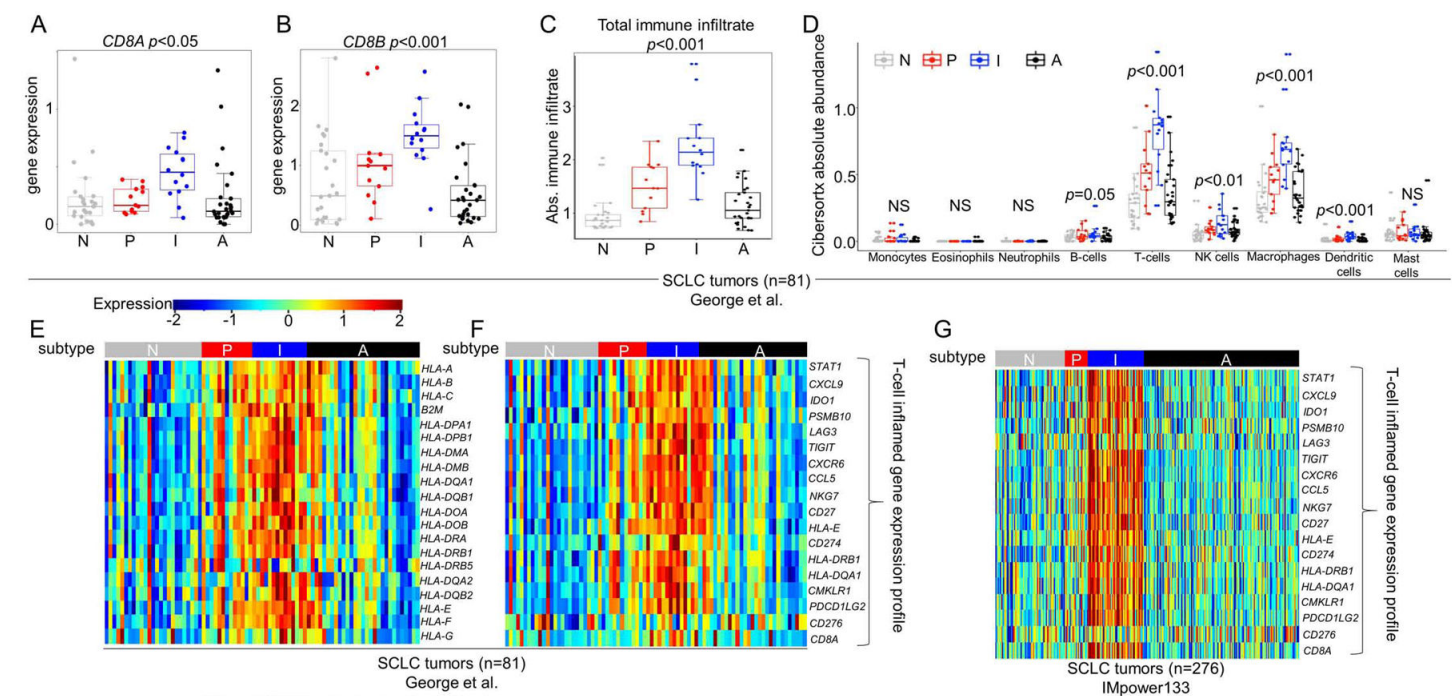 A
CD8A p<0.05
gene expression
1
0
N P I A
B
CD8B p<0.001
gene expression
2
1
0
N P I A
C
Total immune infiltrate
p<0.001
Abs. immune infiltrate
3
2
1
N P I A
D
Cibersortx absolute abundance
N P I A
1.0
0.5
0.0
NS
NS
NS
p=0.05
p<0.001
p<0.01
p<0.001
p<0.001
NS
Monocytes Eosinophils Neutrophils B-cells T-cells NK cells Macrophages Dendritic cells Mast cells
SCLC tumors (n=81)
George et al.
Expression
-2 -1 0 1 2
E
subtype
N P I A
HLA-A
HLA-B
HLA-C
B2M
HLA-DPA1
HLA-DPB1
HLA-DMA
HLA-DMB
HLA-DQA1
HLA-DQB1
HLA-DOA
HLA-DOB
HLA-DRA
HLA-DRB1
HLA-DRB5
HLA-DQA2
HLA-DQB2
HLA-E
HLA-F
HLA-G
F
subtype
N P I A
STAT1
CXCL9
IDO1
PSMB10
LAG3
TIGIT
CXCR6
CCL5
NKG7
CD27
HLA-E
CD274
HLA-DRB1
HLA-DQA1
CMKLR1
PDCD1LG2
CD276
CD8A
T-cell inflamed gene expression profile
SCLC tumors (n=81)
George et al.
G
subtype
N P I A
STAT1
CXCL9
IDO1
PSMB10
LAG3
TIGIT
CXCR6
CCL5
NKG7
CD27
HLA-E
CD274
HLA-DRB1
HLA-DQA1
CMKLR1
PDCD1LG2
CD276
CD8A
T-cell inflamed gene expression profile
SCLC tumors (n=276)
IMpower133